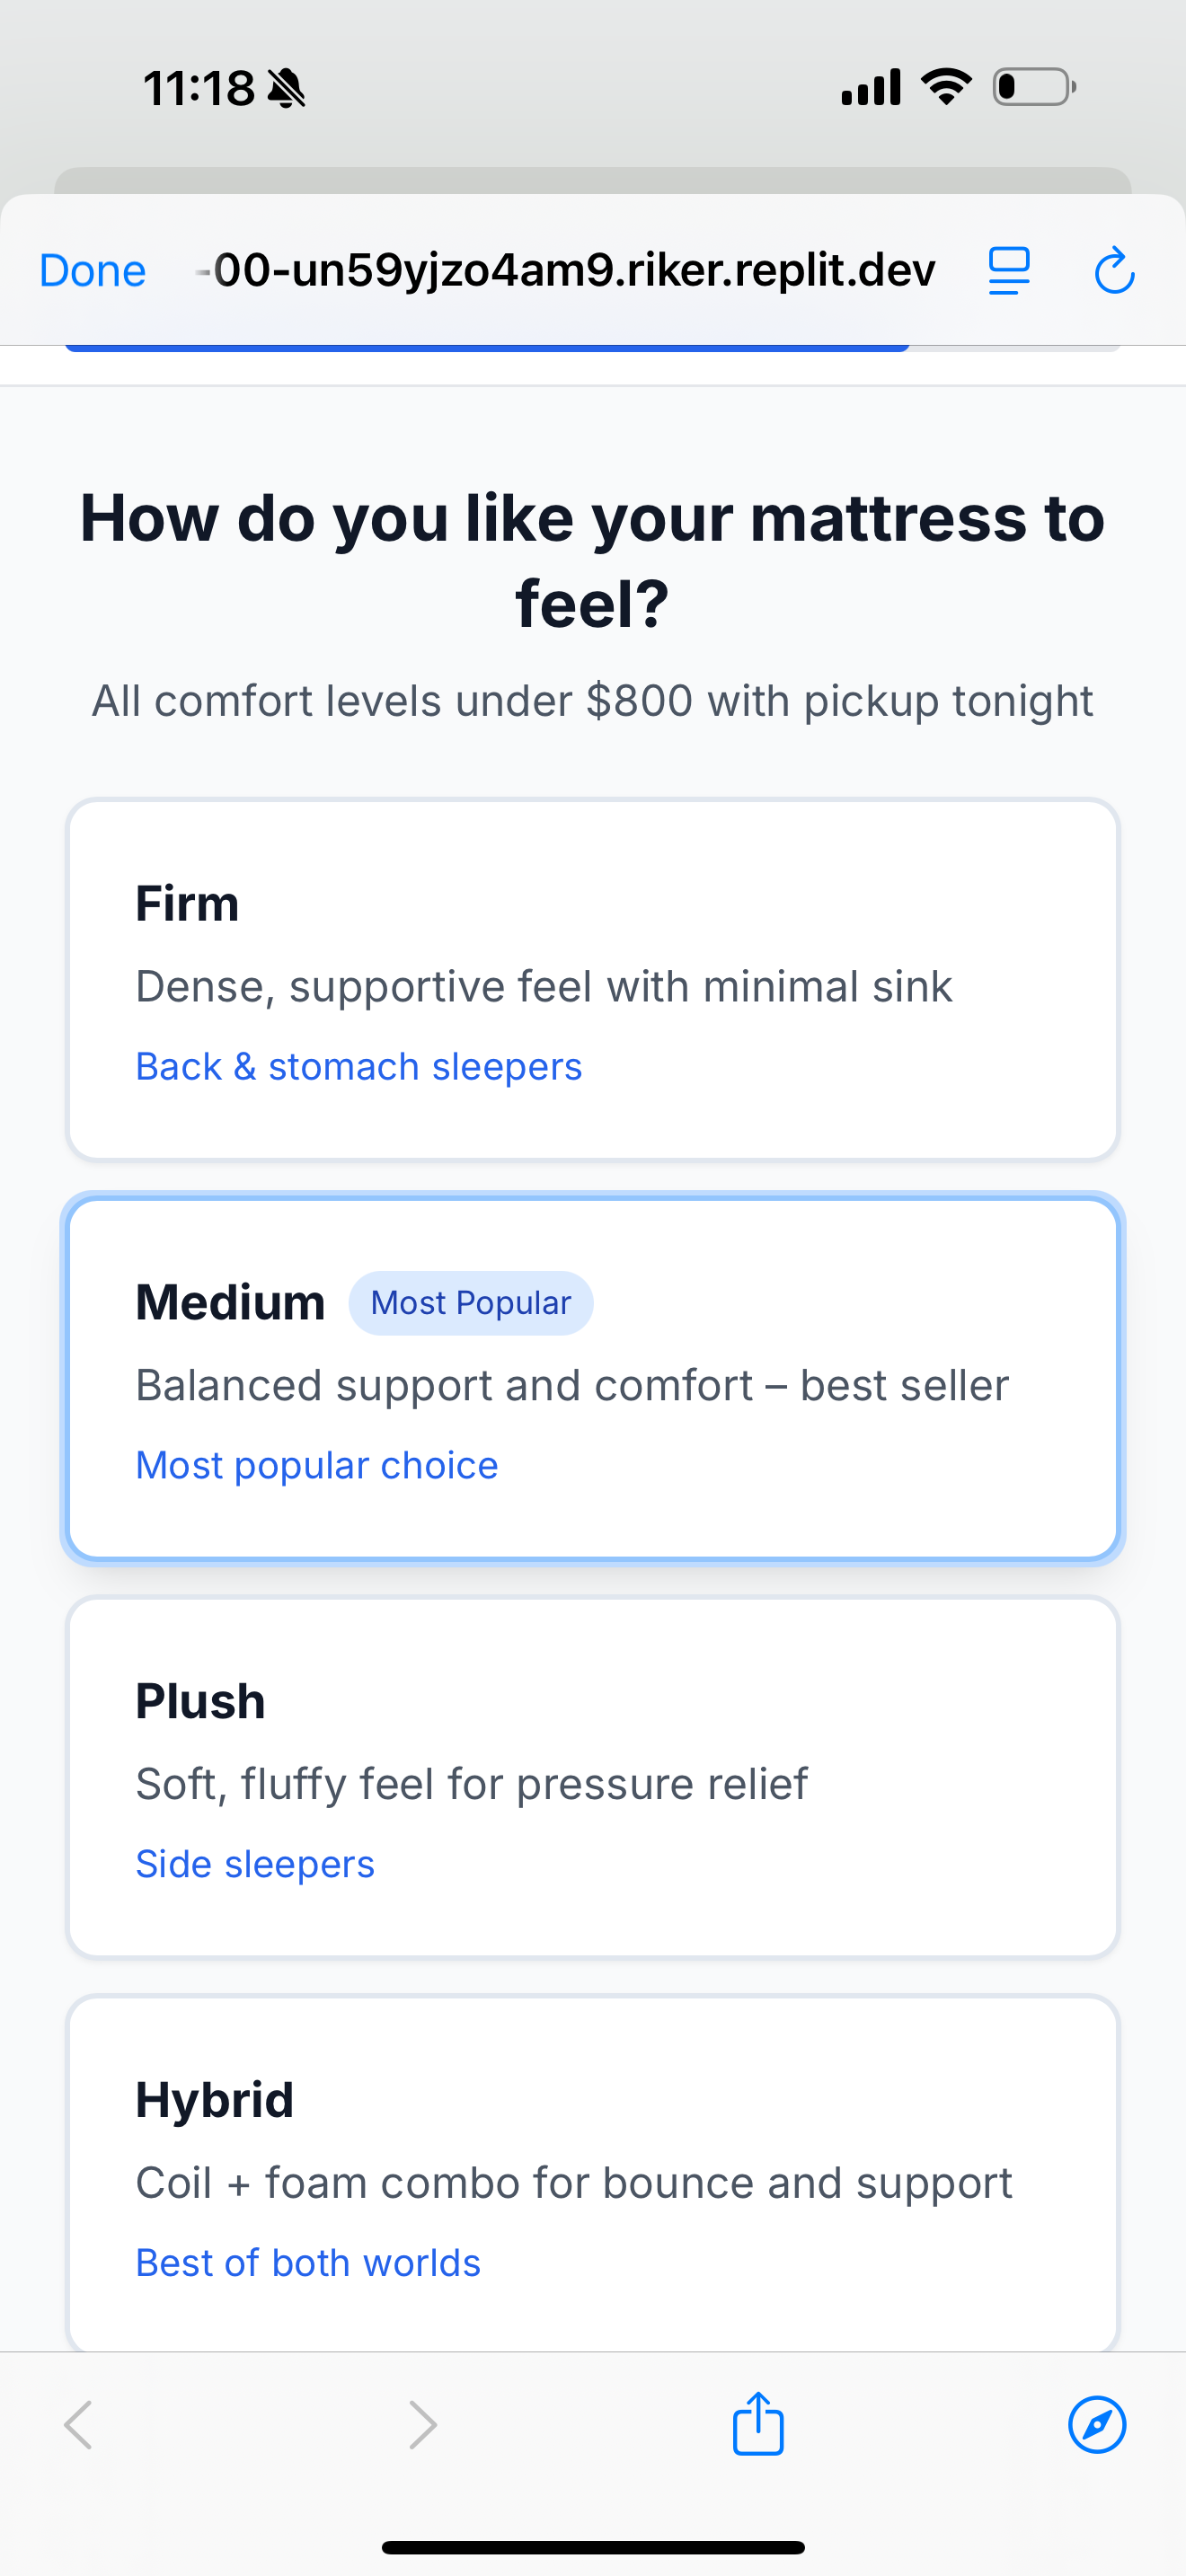 11:18
Done
-00-un59yjzo4am9.riker.replit.dev
How do you like your mattress to
feel?
All comfort levels under $800 with pickup tonight
Firm
Dense, supportive feel with minimal sink
Back & stomach sleepers
Medium
Most Popular
Balanced support and comfort – best seller
Most popular choice
Plush
Soft, fluffy feel for pressure relief
Side sleepers
Hybrid
Coil + foam combo for bounce and support
Best of both worlds